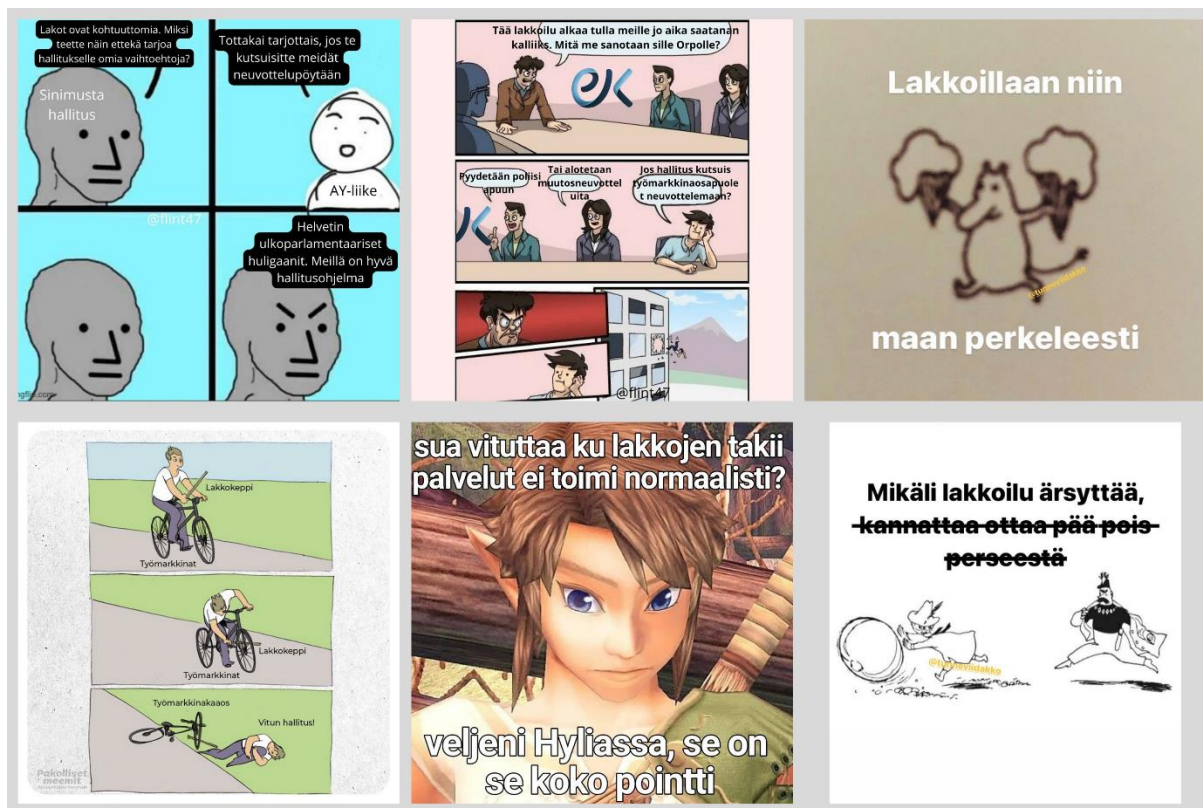 Lakot ovat kohtuuttomia. Miksi
teette näin ettekä tarjoa
hallitukselle omia vaihtoehtoja?
Sinimusta
hallitus
Tottakai tarjottais, jos te
kutsuisitte meidät
neuvottelupöytään
AY-liike
@flint47
Helvetin
ulkoparlamentaariset
huligaanit. Meillä on hyvä
hallitusohjelma
Tää lakkoilu alkaa tulla meille jo aika saatanan
kalliiks. Mitä me sanotaan sille Orpolle?
ek
Pyydetään poliisi
apuun
Tai alotetaan
muutosneuvottel
uita
Jos hallitus kutsuis
työmarkkinaosapuole
t neuvottelemaan?
@flint47
Lakkoillaan niin
@tunneviidakko
maan perkeleesti
Lakkokeppi
Työmarkkinat
Lakkokeppi
Työmarkkinat
Työmarkkinakaaos
Vitun hallitus!
Pakolliset
meemit
sua vituttaa ku lakkojen takii
palvelut ei toimi normaalisti?
veljeni Hyliassa, se on
se koko pointti
Mikäli lakkoilu ärsyttää,
kannattaa ottaa pää pois
perseestä
@tunneviidakko